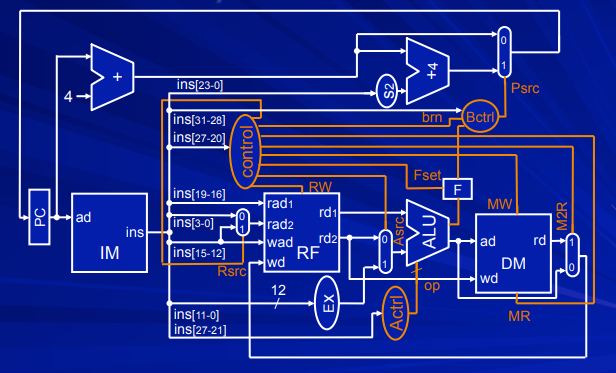 0
1
+
+4
4
ins[23-0]
S2
Psrc
ins[31-28]
brn
Bctrl
ins[27-20]
control
Fset
F
ins[19-16]
RW
MW
M2R
PC
ad
IM
ins
ins[3-0]
0
1
Rsrc
ins[15-12]
rad1
rad2
wad
wd
RF
rd1
rd2
0
1
Asrc
ALU
op
ad
wd
DM
rd
1
0
MR
12
Ex
ins[11-0]
ins[27-21]
Actrl